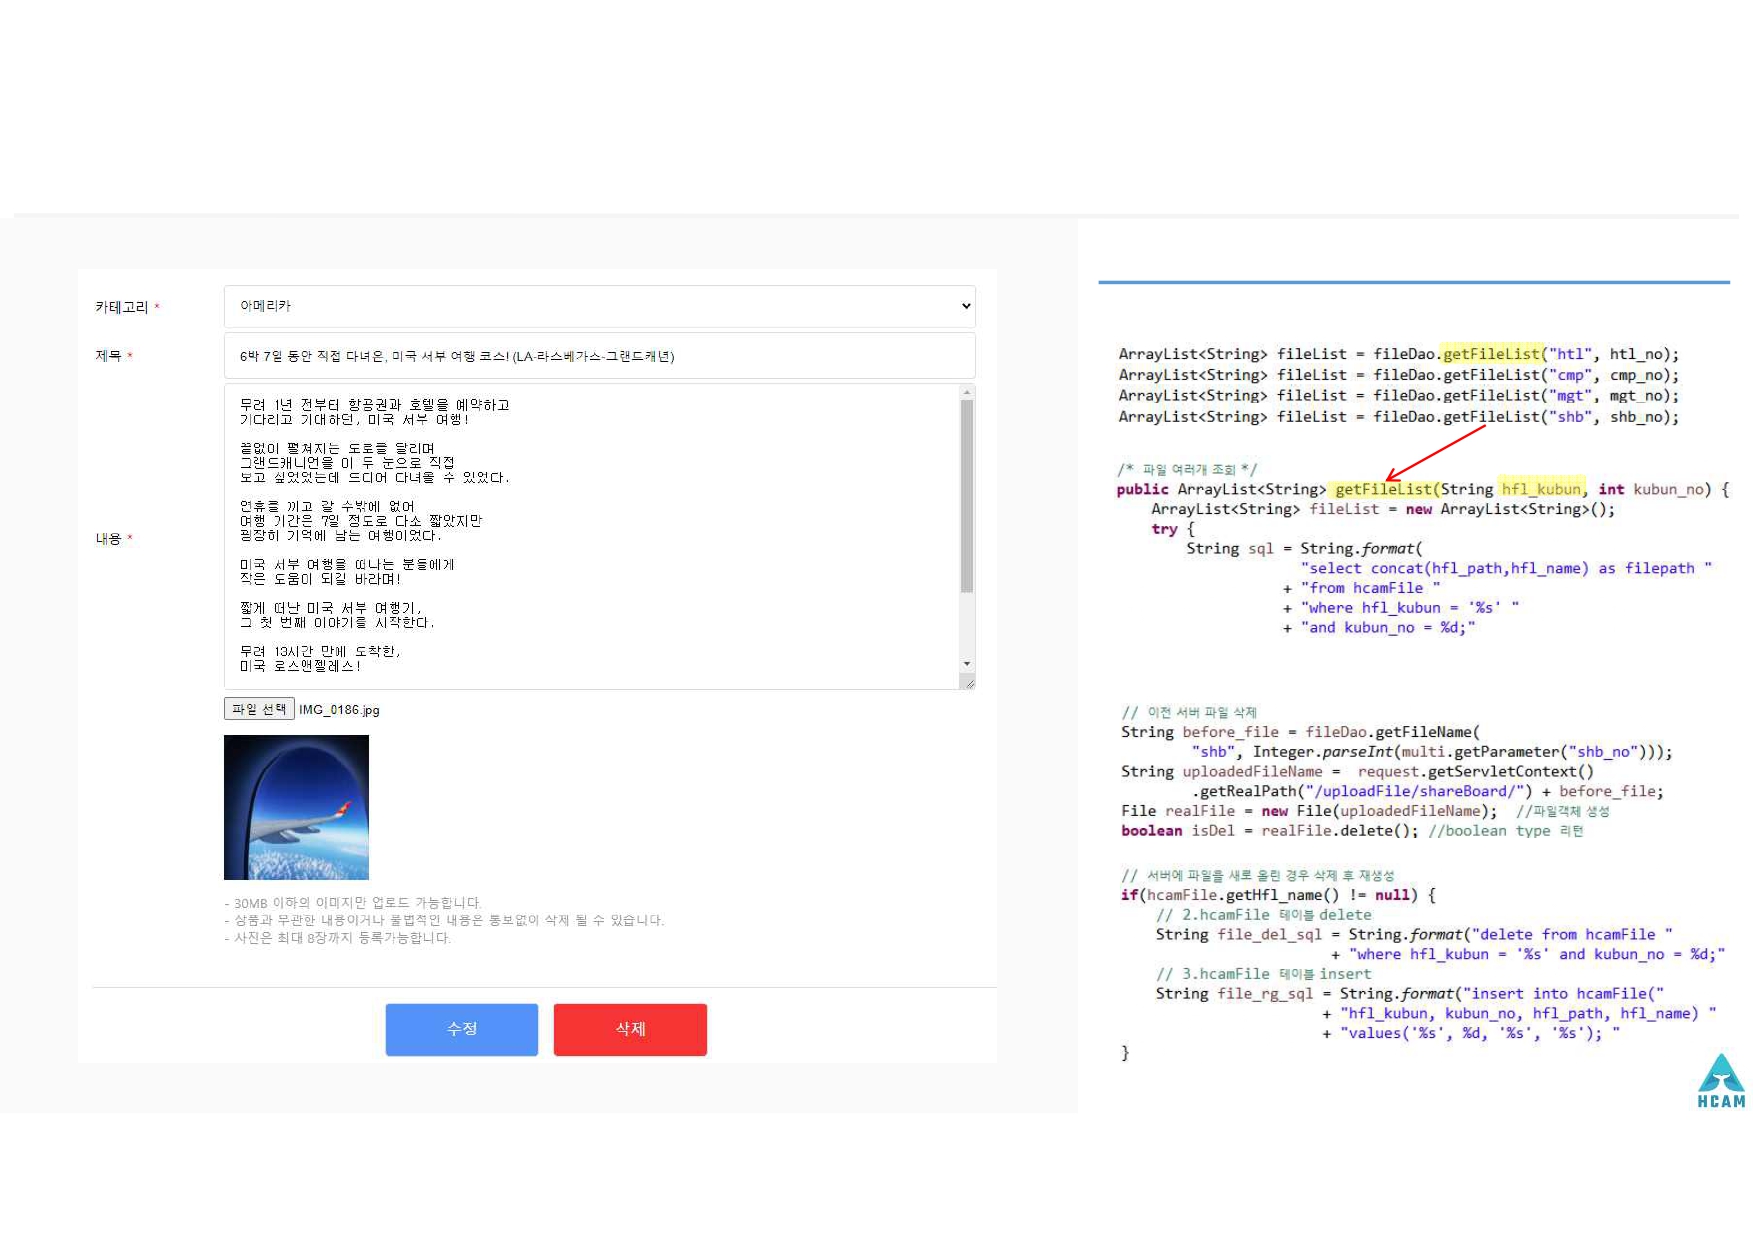 카테고리 *
아메리카
제목 *
6박 7일 동안 직접 다녀온, 미국 서부 여행 코스! (LA-라스베가스-그랜드캐년)
내용 *
무려 1년 전부터 항공권과 호텔을 예약하고
기다리고 기대하던, 미국 서부 여행!
끝없이 펼쳐지는 도로를 달리며
그랜드캐니언을 이 두 눈으로 직접
보고 싶었었는데 드디어 다녀올 수 있었다.
연휴를 끼고 갈 수밖에 없어
여행 기간은 7일 정도로 다소 짧았지만
굉장히 기억에 남는 여행이었다.
미국 서부 여행을 떠나는 분들에게
작은 도움이 되길 바라며!
짧게 떠난 미국 서부 여행기,
그 첫 번째 이야기를 시작한다.
무려 13시간 만에 도착한,
미국 로스앤젤레스!
파일 선택 IMG_0186.jpg
- 30MB 이하의 이미지만 업로드 가능합니다.
- 상품과 무관한 내용이거나 불법적인 내용은 통보없이 삭제 될 수 있습니다.
- 사진은 최대 8장까지 등록가능합니다.
수정
삭제
ArrayList<String> fileList = fileDao.getFileList("htl", htl_no);
ArrayList<String> fileList = fileDao.getFileList("cmp", cmp_no);
ArrayList<String> fileList = fileDao.getFileList("mgt", mgt_no);
ArrayList<String> fileList = fileDao.getFileList("shb", shb_no);
/* 파일 여러개 조회 */
public ArrayList<String> getFileList(String hfl_kubun, int kubun_no) {
ArrayList<String> fileList = new ArrayList<String>();
try {
String sql = String.format(
"select concat(hfl_path,hfl_name) as filepath "
+ "from hcamFile "
+ "where hfl_kubun = '%s' "
+ "and kubun_no = %d;"
// 이전 서버 파일 삭제
String before_file = fileDao.getFileName(
"shb", Integer.parseInt(multi.getParameter("shb_no")));
String uploadedFileName = request.getServletContext()
.getRealPath("/uploadFile/shareBoard/") + before_file;
File realFile = new File(uploadedFileName); //파일객체 생성
boolean isDel = realFile.delete(); //boolean type 리턴
// 서버에 파일을 새로 올린 경우 삭제 후 재생성
if(hcamFile.getHfl_name() != null) {
// 2.hcamFile 테이블 delete
String file_del_sql = String.format("delete from hcamFile "
+ "where hfl_kubun = '%s' and kubun_no = %d;"
// 3.hcamFile 테이블 insert
String file_rg_sql = String.format("insert into hcamFile("
+ "hfl_kubun, kubun_no, hfl_path, hfl_name) "
+ "values('%s', %d, '%s', '%s'); "
}
HCAM